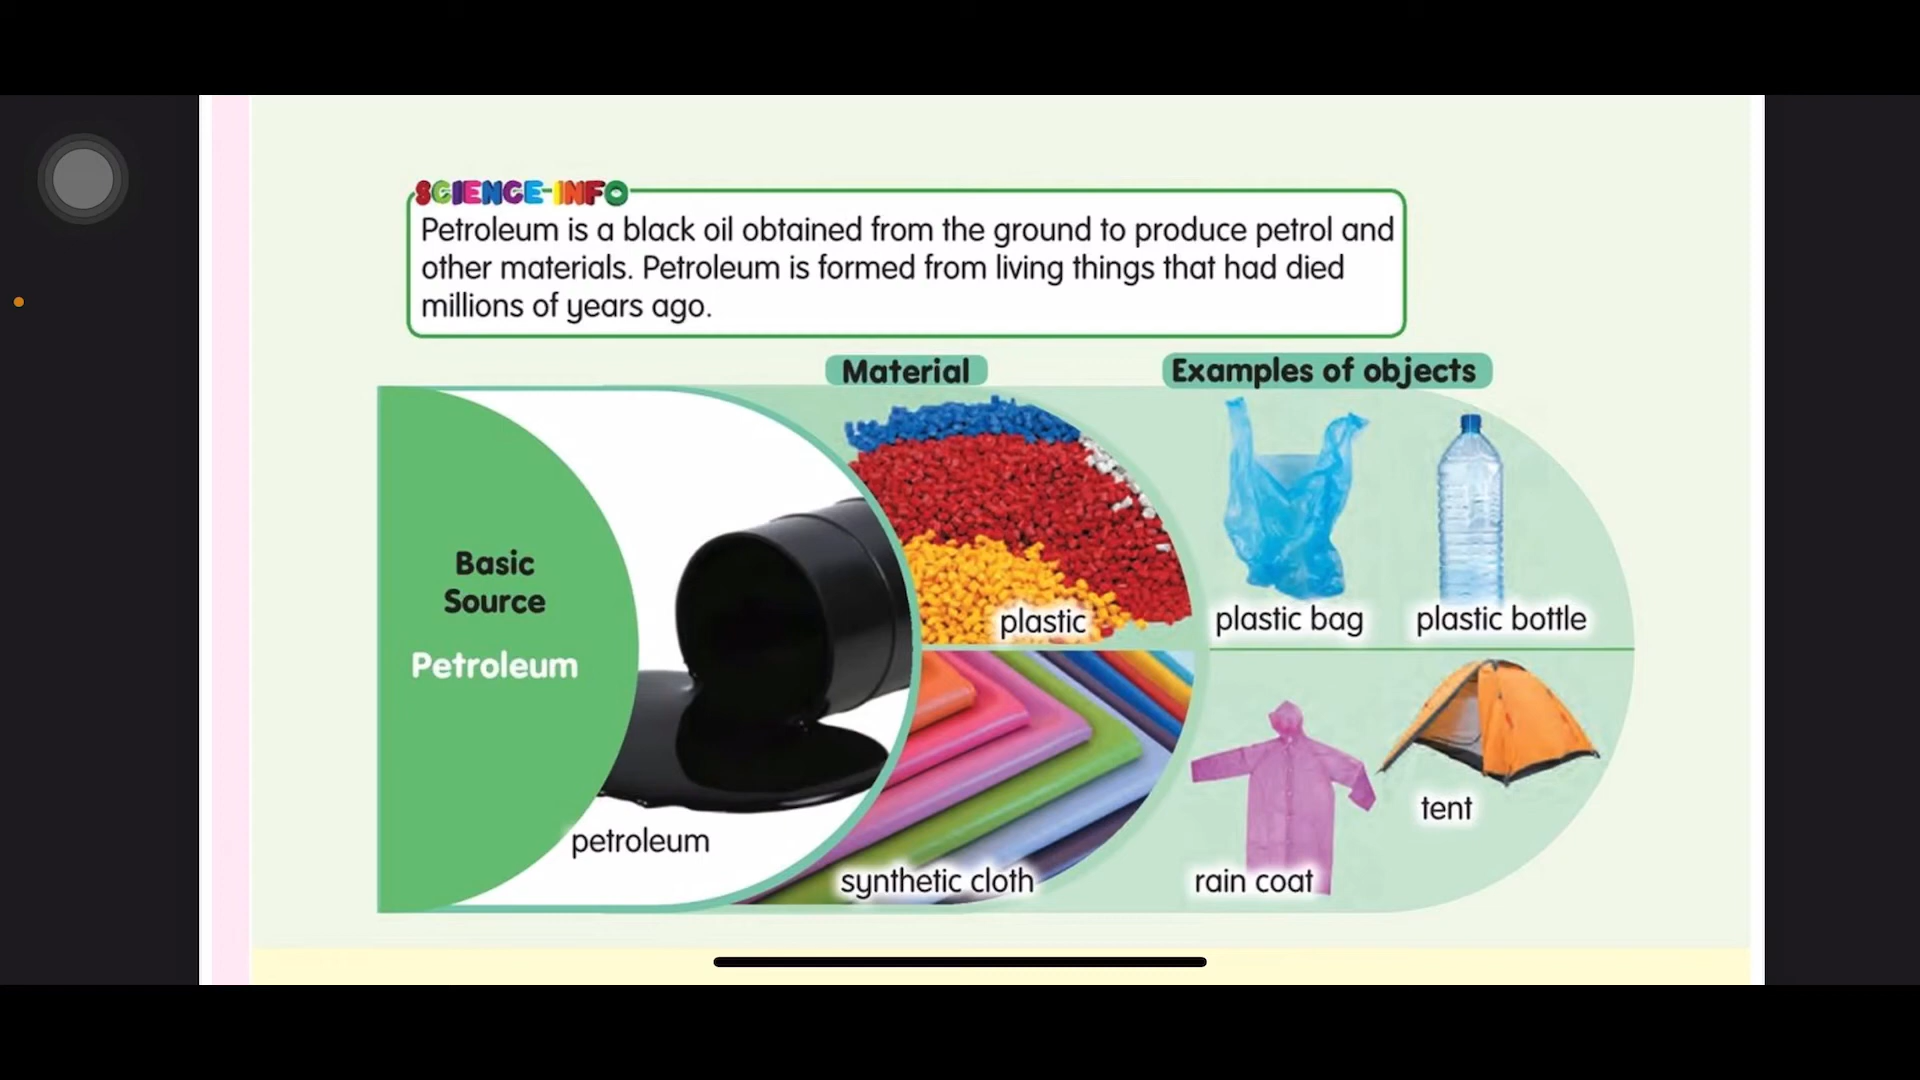 SCIENCE INFO
Petroleum is a black oil obtained from the ground to produce petrol and
other materials. Petroleum is formed from living things that had died
millions of years ago.
Material
Examples of objects
Basic
Source
Petroleum
petroleum
plastic
plastic bag
plastic bottle
synthetic cloth
rain coat
tent